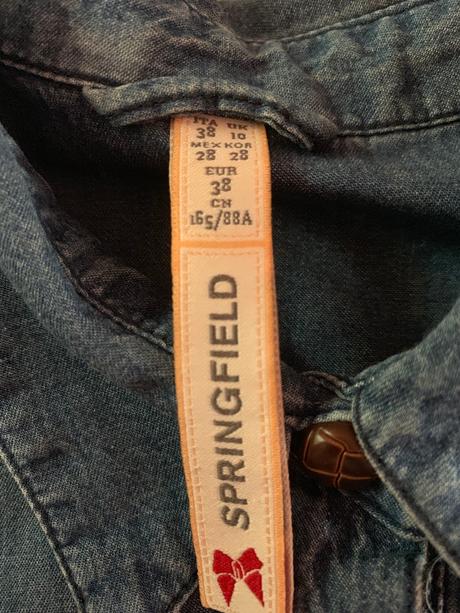 ITA UK
38 10
MEX KOR
28 28
EUR
38
CN
165/88A
SPRINGFIELD